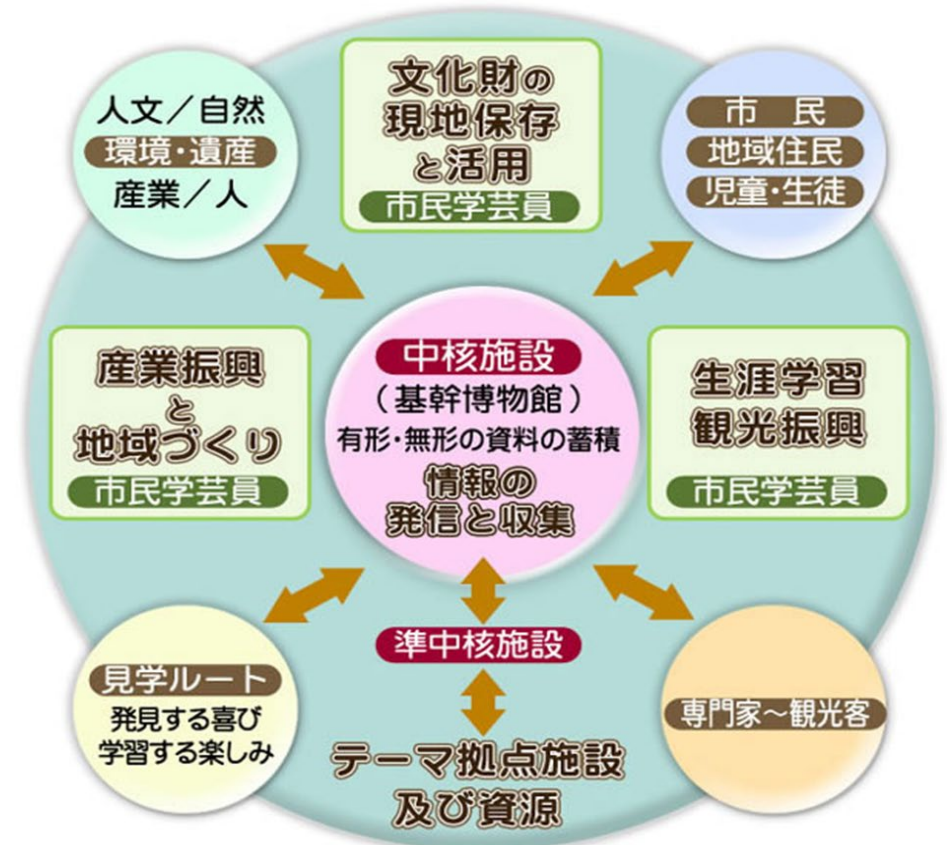 人文／自然
環境・遺産
産業／人
文化財の
現地保存
と活用
市民学芸員
市　民
地域住民
児童・生徒
産業振興
と
地域づくり
市民学芸員
中核施設
（基幹博物館）
有形・無形の資料の蓄積
情報の
発信と収集
生涯学習
観光振興
市民学芸員
見学ルート
発見する喜び
学習する楽しみ
準中核施設
テーマ拠点施設
及び資源
専門家～観光客